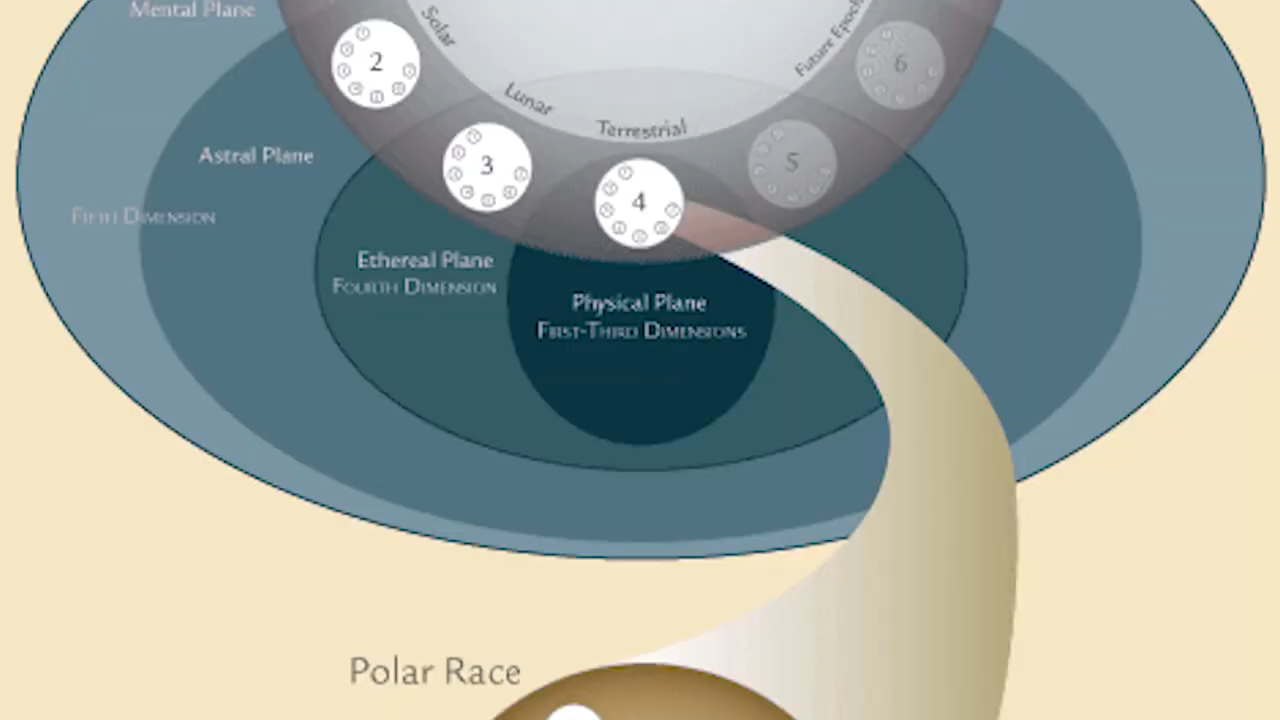 Mental Plane
Solar
2
Future Epoch
6
Lunar
Terrestrial
3
5
Astral Plane
4
Fifth Dimension
Ethereal Plane
Fourth Dimension
Physical Plane
First-Third Dimensions
Polar Race